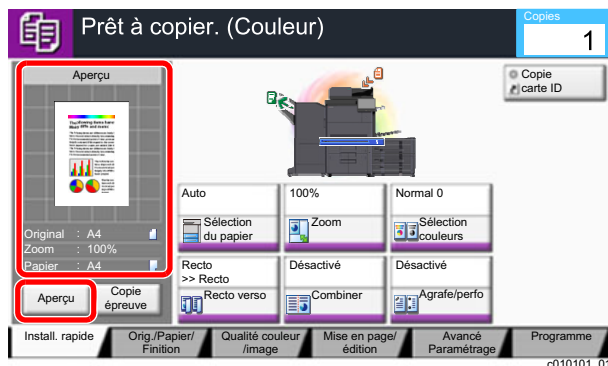 Prêt à copier. (Couleur)
Copies
1
Aperçu
Original : A4
Zoom : 100%
Papier : A4
Aperçu
Copie
épreuve
1
Copie
carte ID
Auto
Sélection
du papier
100%
Zoom
Normal 0
Sélection
couleurs
Recto
>> Recto
Recto verso
Désactivé
Combiner
Désactivé
Agrafe/perfo
Install. rapide
Orig./Papier/
Finition
Qualité couleur
/image
Mise en page/
édition
Avancé
Paramétrage
Programme
c010101_01